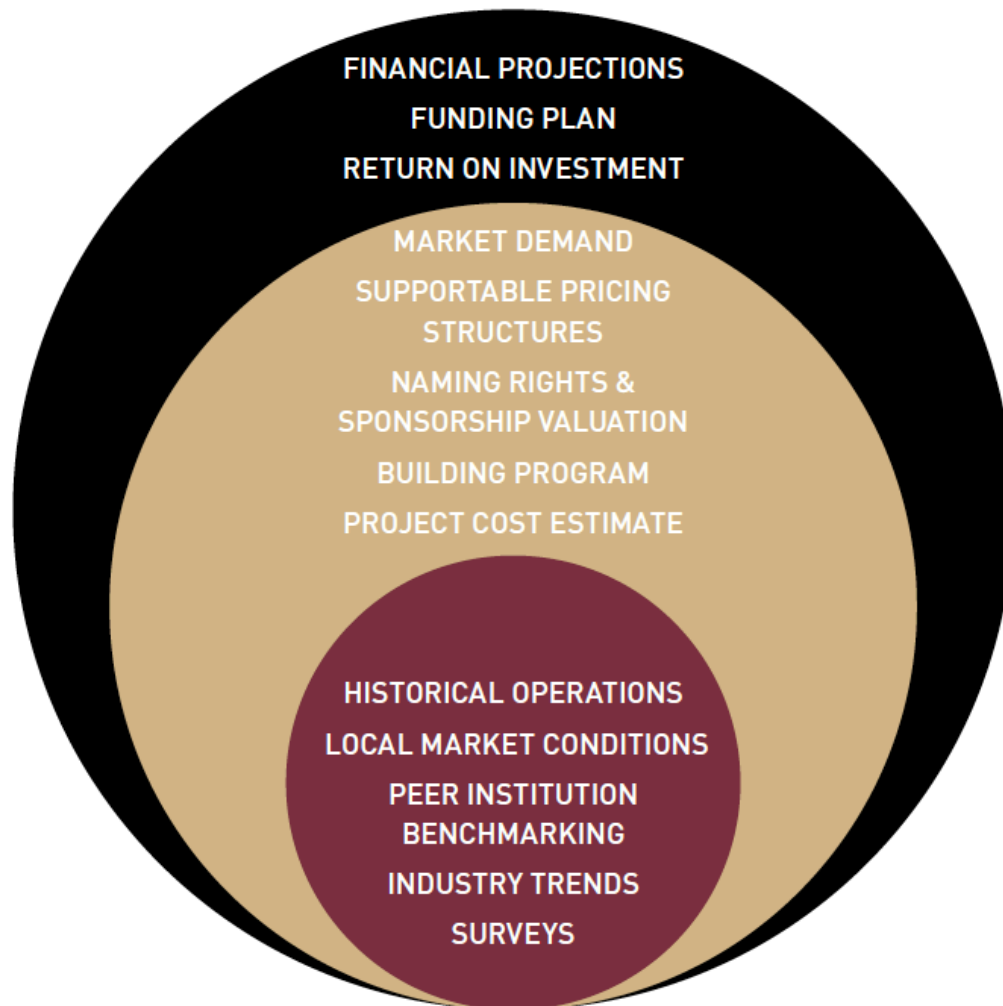 FINANCIAL PROJECTIONS
FUNDING PLAN
RETURN ON INVESTMENT
MARKET DEMAND
SUPPORTABLE PRICING
STRUCTURES
NAMING RIGHTS &
SPONSORSHIP VALUATION
BUILDING PROGRAM
PROJECT COST ESTIMATE
HISTORICAL OPERATIONS
LOCAL MARKET CONDITIONS
PEER INSTITUTION
BENCHMARKING
INDUSTRY TRENDS
SURVEYS